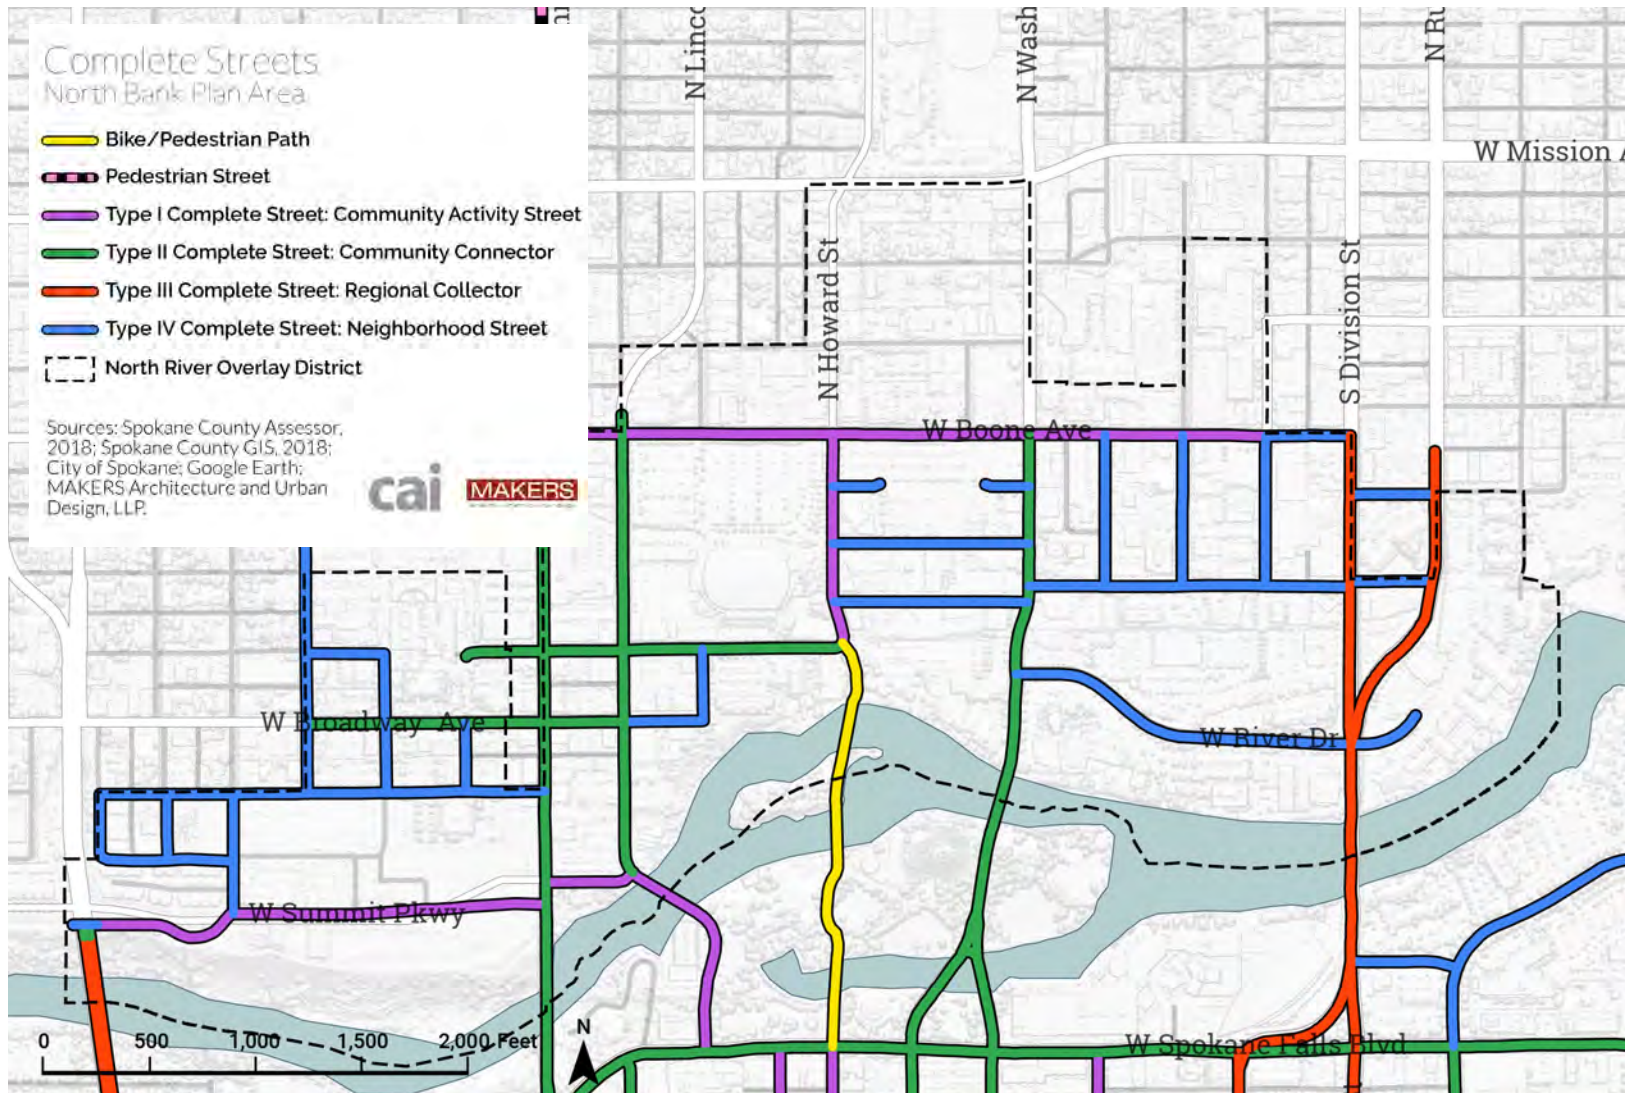 Complete Streets
North Bank Plan Area
Bike/Pedestrian Path
Pedestrian Street
Type I Complete Street: Community Activity Street
Type II Complete Street: Community Connector
Type III Complete Street: Regional Collector
Type IV Complete Street: Neighborhood Street
North River Overlay District
Sources: Spokane County Assessor,
2018; Spokane County GIS, 2018;
City of Spokane; Google Earth;
MAKERS Architecture and Urban
Design, LLP.
cai
MAKERS
N Linco
N Wash
N Ru
W Mission A
N Howard St
S Division St
W Boone Ave
W Broadway Ave
W River Dr
W Summit Pkwy
W Spokane Falls Blvd
0 500 1,000 1,500 2,000 Feet
N